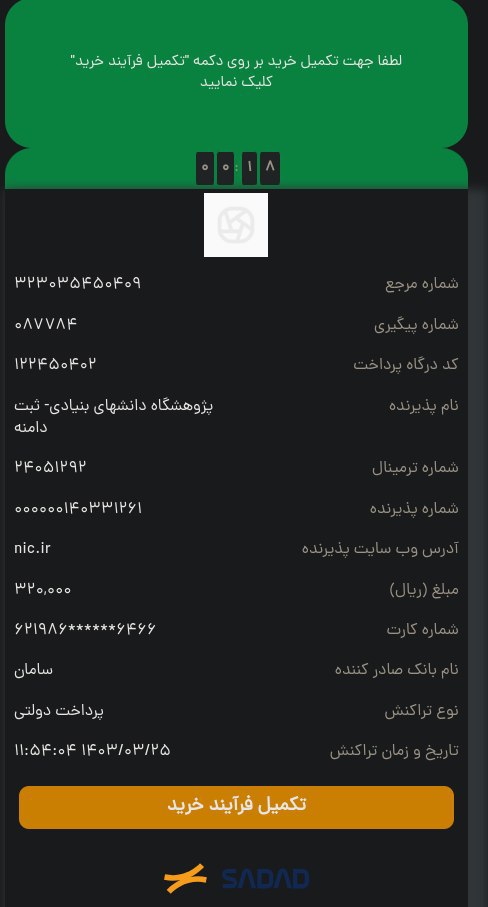 لطفا جهت تکمیل خرید بر روی دکمه "تکمیل فرآیند خرید"
کلیک نمایید
۰۰:۱۸
شماره مرجع ۳۲۳۰۳۵۴۵۰۴۰۹
شماره پیگیری ۰۸۷۷۸۴
کد درگاه پرداخت ۱۲۲۴۵۰۴۰۲
نام پذیرنده پژوهشگاه دانشهای بنیادی- ثبت
دامنه
شماره ترمینال ۲۴۰۵۱۲۹۲
شماره پذیرنده ۰۰۰۰۰۰۱۴۰۳۳۱۲۶۱
آدرس وب سایت پذیرنده nic.ir
مبلغ (ریال) ۳۲۰,۰۰۰
شماره کارت ۶۲۱۹۸۶******۶۴۶۶
نام بانک صادر کننده سامان
نوع تراکنش پرداخت دولتی
تاریخ و زمان تراکنش ۱۴۰۳/۰۳/۲۵ ۱۱:۵۴:۰۴
تکمیل فرآیند خرید
SADAD